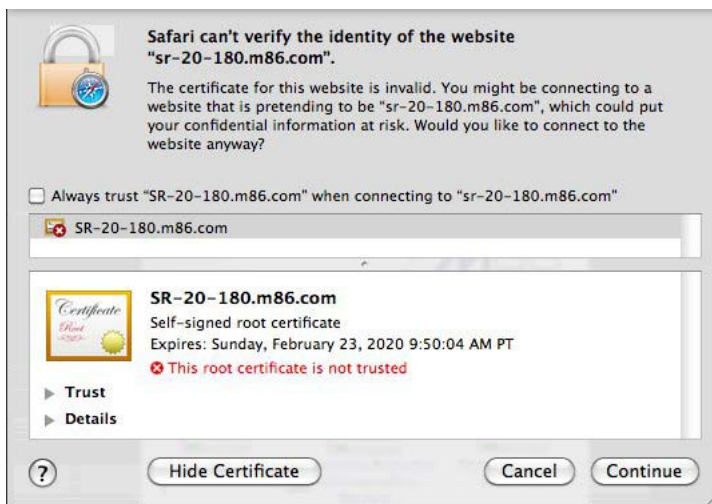 Safari can't verify the identity of the website
"sr-20-180.m86.com".
The certificate for this website is invalid. You might be connecting to a
website that is pretending to be "sr-20-180.m86.com", which could put
your confidential information at risk. Would you like to connect to the
website anyway?
Always trust "SR-20-180.m86.com" when connecting to "sr-20-180.m86.com"
SR-20-180.m86.com
Certificate
Root
SR-20-180.m86.com
Self-signed root certificate
Expires: Sunday, February 23, 2020 9:50:04 AM PT
This root certificate is not trusted
Trust
Details
? Hide Certificate Cancel Continue